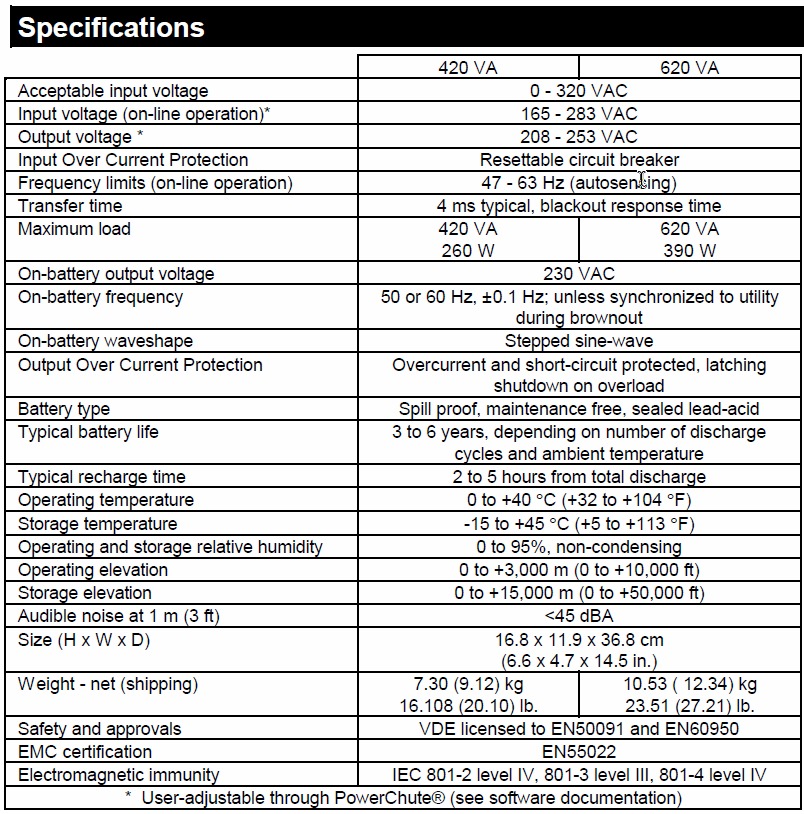 Specifications
420 VA 620 VA
Acceptable input voltage 0 - 320 VAC
Input voltage (on-line operation)* 165 - 283 VAC
Output voltage * 208 - 253 VAC
Input Over Current Protection Resettable circuit breaker
Frequency limits (on-line operation) 47 - 63 Hz (autosensing)
Transfer time 4 ms typical, blackout response time
Maximum load 420 VA 620 VA
260 W 390 W
On-battery output voltage 230 VAC
On-battery frequency 50 or 60 Hz, ±0.1 Hz; unless synchronized to utility
during brownout
On-battery waveshape Stepped sine-wave
Output Over Current Protection Overcurrent and short-circuit protected, latching
shutdown on overload
Battery type Spill proof, maintenance free, sealed lead-acid
Typical battery life 3 to 6 years, depending on number of discharge
cycles and ambient temperature
Typical recharge time 2 to 5 hours from total discharge
Operating temperature 0 to +40 °C (+32 to +104 °F)
Storage temperature -15 to +45 °C (+5 to +113 °F)
Operating and storage relative humidity 0 to 95%, non-condensing
Operating elevation 0 to +3,000 m (0 to +10,000 ft)
Storage elevation 0 to +15,000 m (0 to +50,000 ft)
Audible noise at 1 m (3 ft) <45 dBA
Size (H x W x D) 16.8 x 11.9 x 36.8 cm
(6.6 x 4.7 x 14.5 in.)
Weight - net (shipping) 7.30 (9.12) kg 10.53 ( 12.34) kg
16.108 (20.10) lb. 23.51 (27.21) lb.
Safety and approvals VDE licensed to EN50091 and EN60950
EMC certification EN55022
Electromagnetic immunity IEC 801-2 level IV, 801-3 level III, 801-4 level IV
* User-adjustable through PowerChute® (see software documentation)